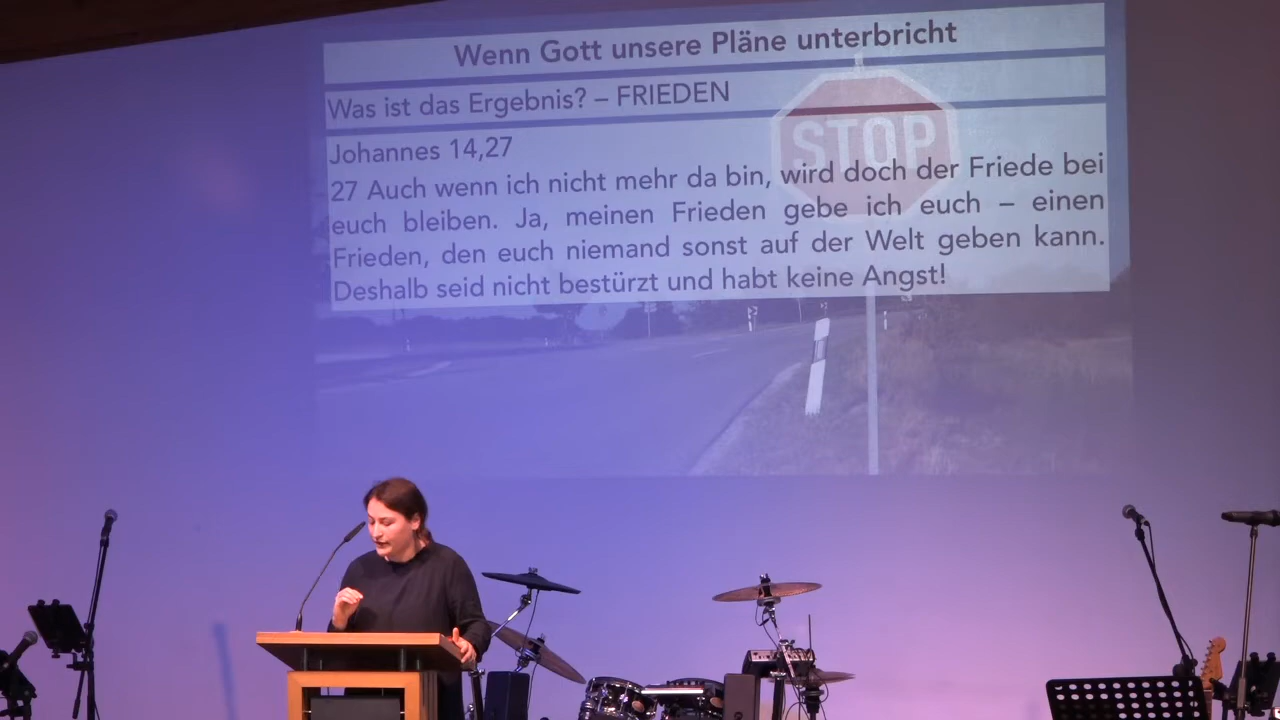 Wenn Gott unsere Pläne unterbricht
Was ist das Ergebnis? – FRIEDEN
STOP
Johannes 14,27
27 Auch wenn ich nicht mehr da bin, wird doch der Friede bei
euch bleiben. Ja, meinen Frieden gebe ich euch – einen
Frieden, den euch niemand sonst auf der Welt geben kann.
Deshalb seid nicht bestürzt und habt keine Angst!